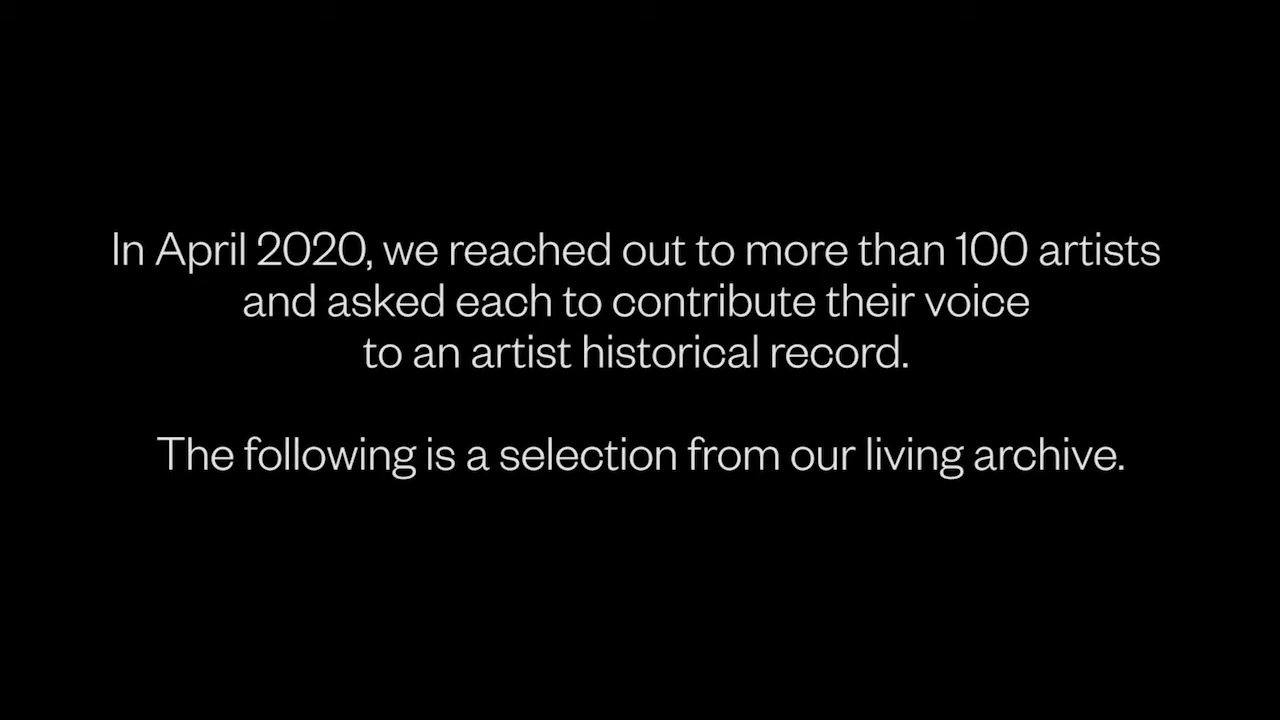 In April 2020, we reached out to more than 100 artists
and asked each to contribute their voice
to an artist historical record.
The following is a selection from our living archive.